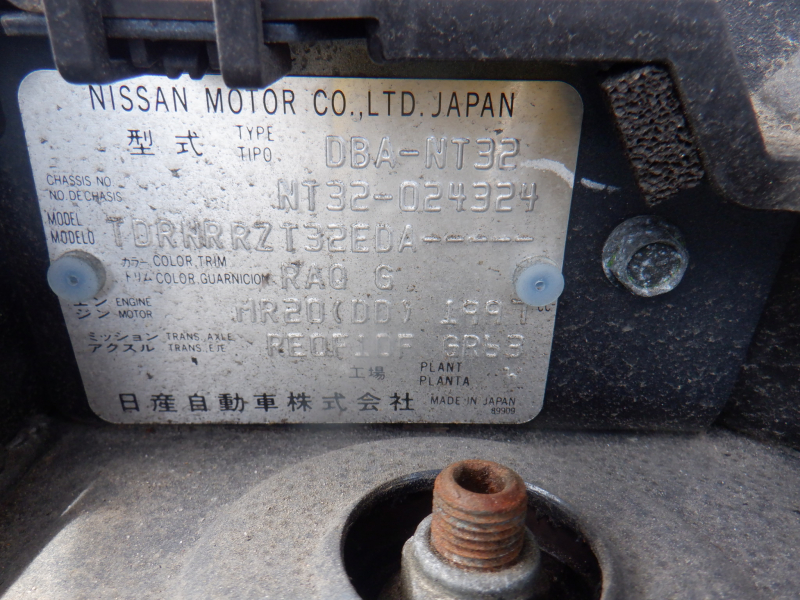 NISSAN MOTOR CO.,LTD. JAPAN
型式 TYPE TIPO DBA-NT32
CHASSIS NO. NO. DE CHASIS NT32-024324
MODEL MODELO TDRNRRZT32EDA-----
カラー COLOR, TRIM トリム COLOR, GUARNICION RAQ G
エンジン ENGINE MOTOR MR20(DD) 1997 cc
ミッション アクスル TRANS. AXLE TRANS. EJE
工場 PLANT PLANTA
日産自動車株式会社 MADE IN JAPAN
89909